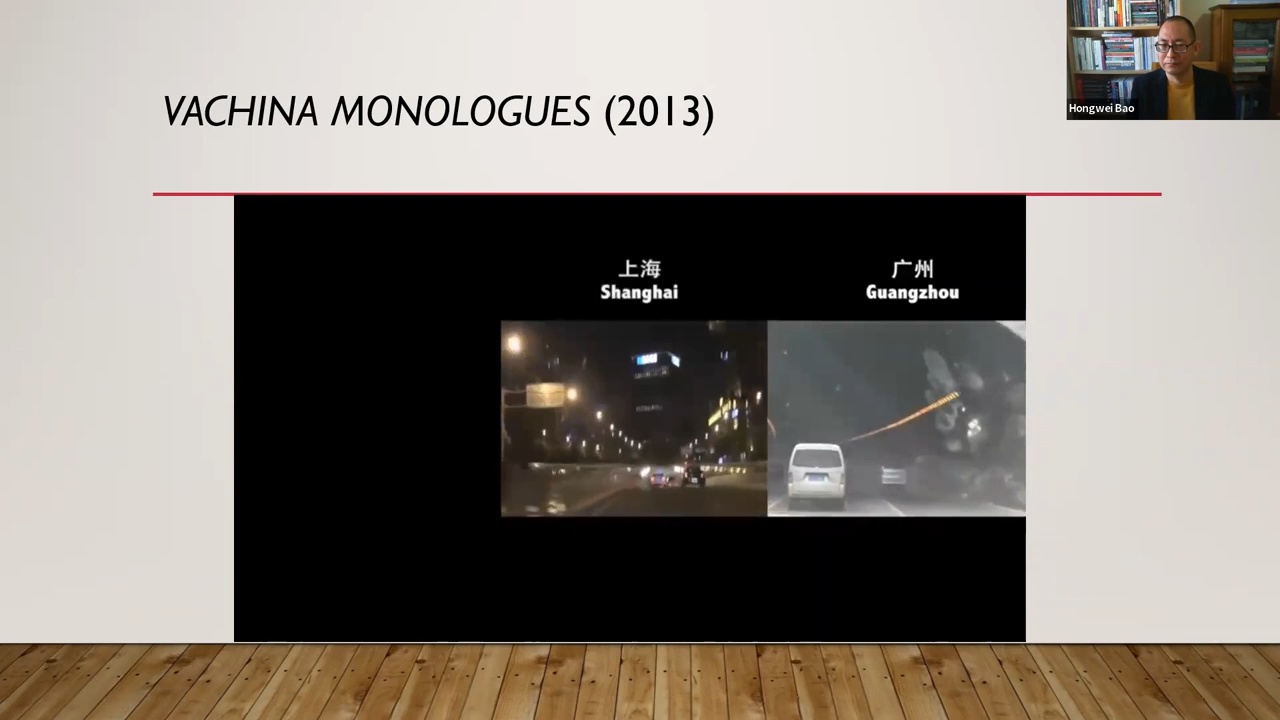 VACHINA MONOLOGUES (2013)
Hongwei Bao
上海
Shanghai
广州
Guangzhou